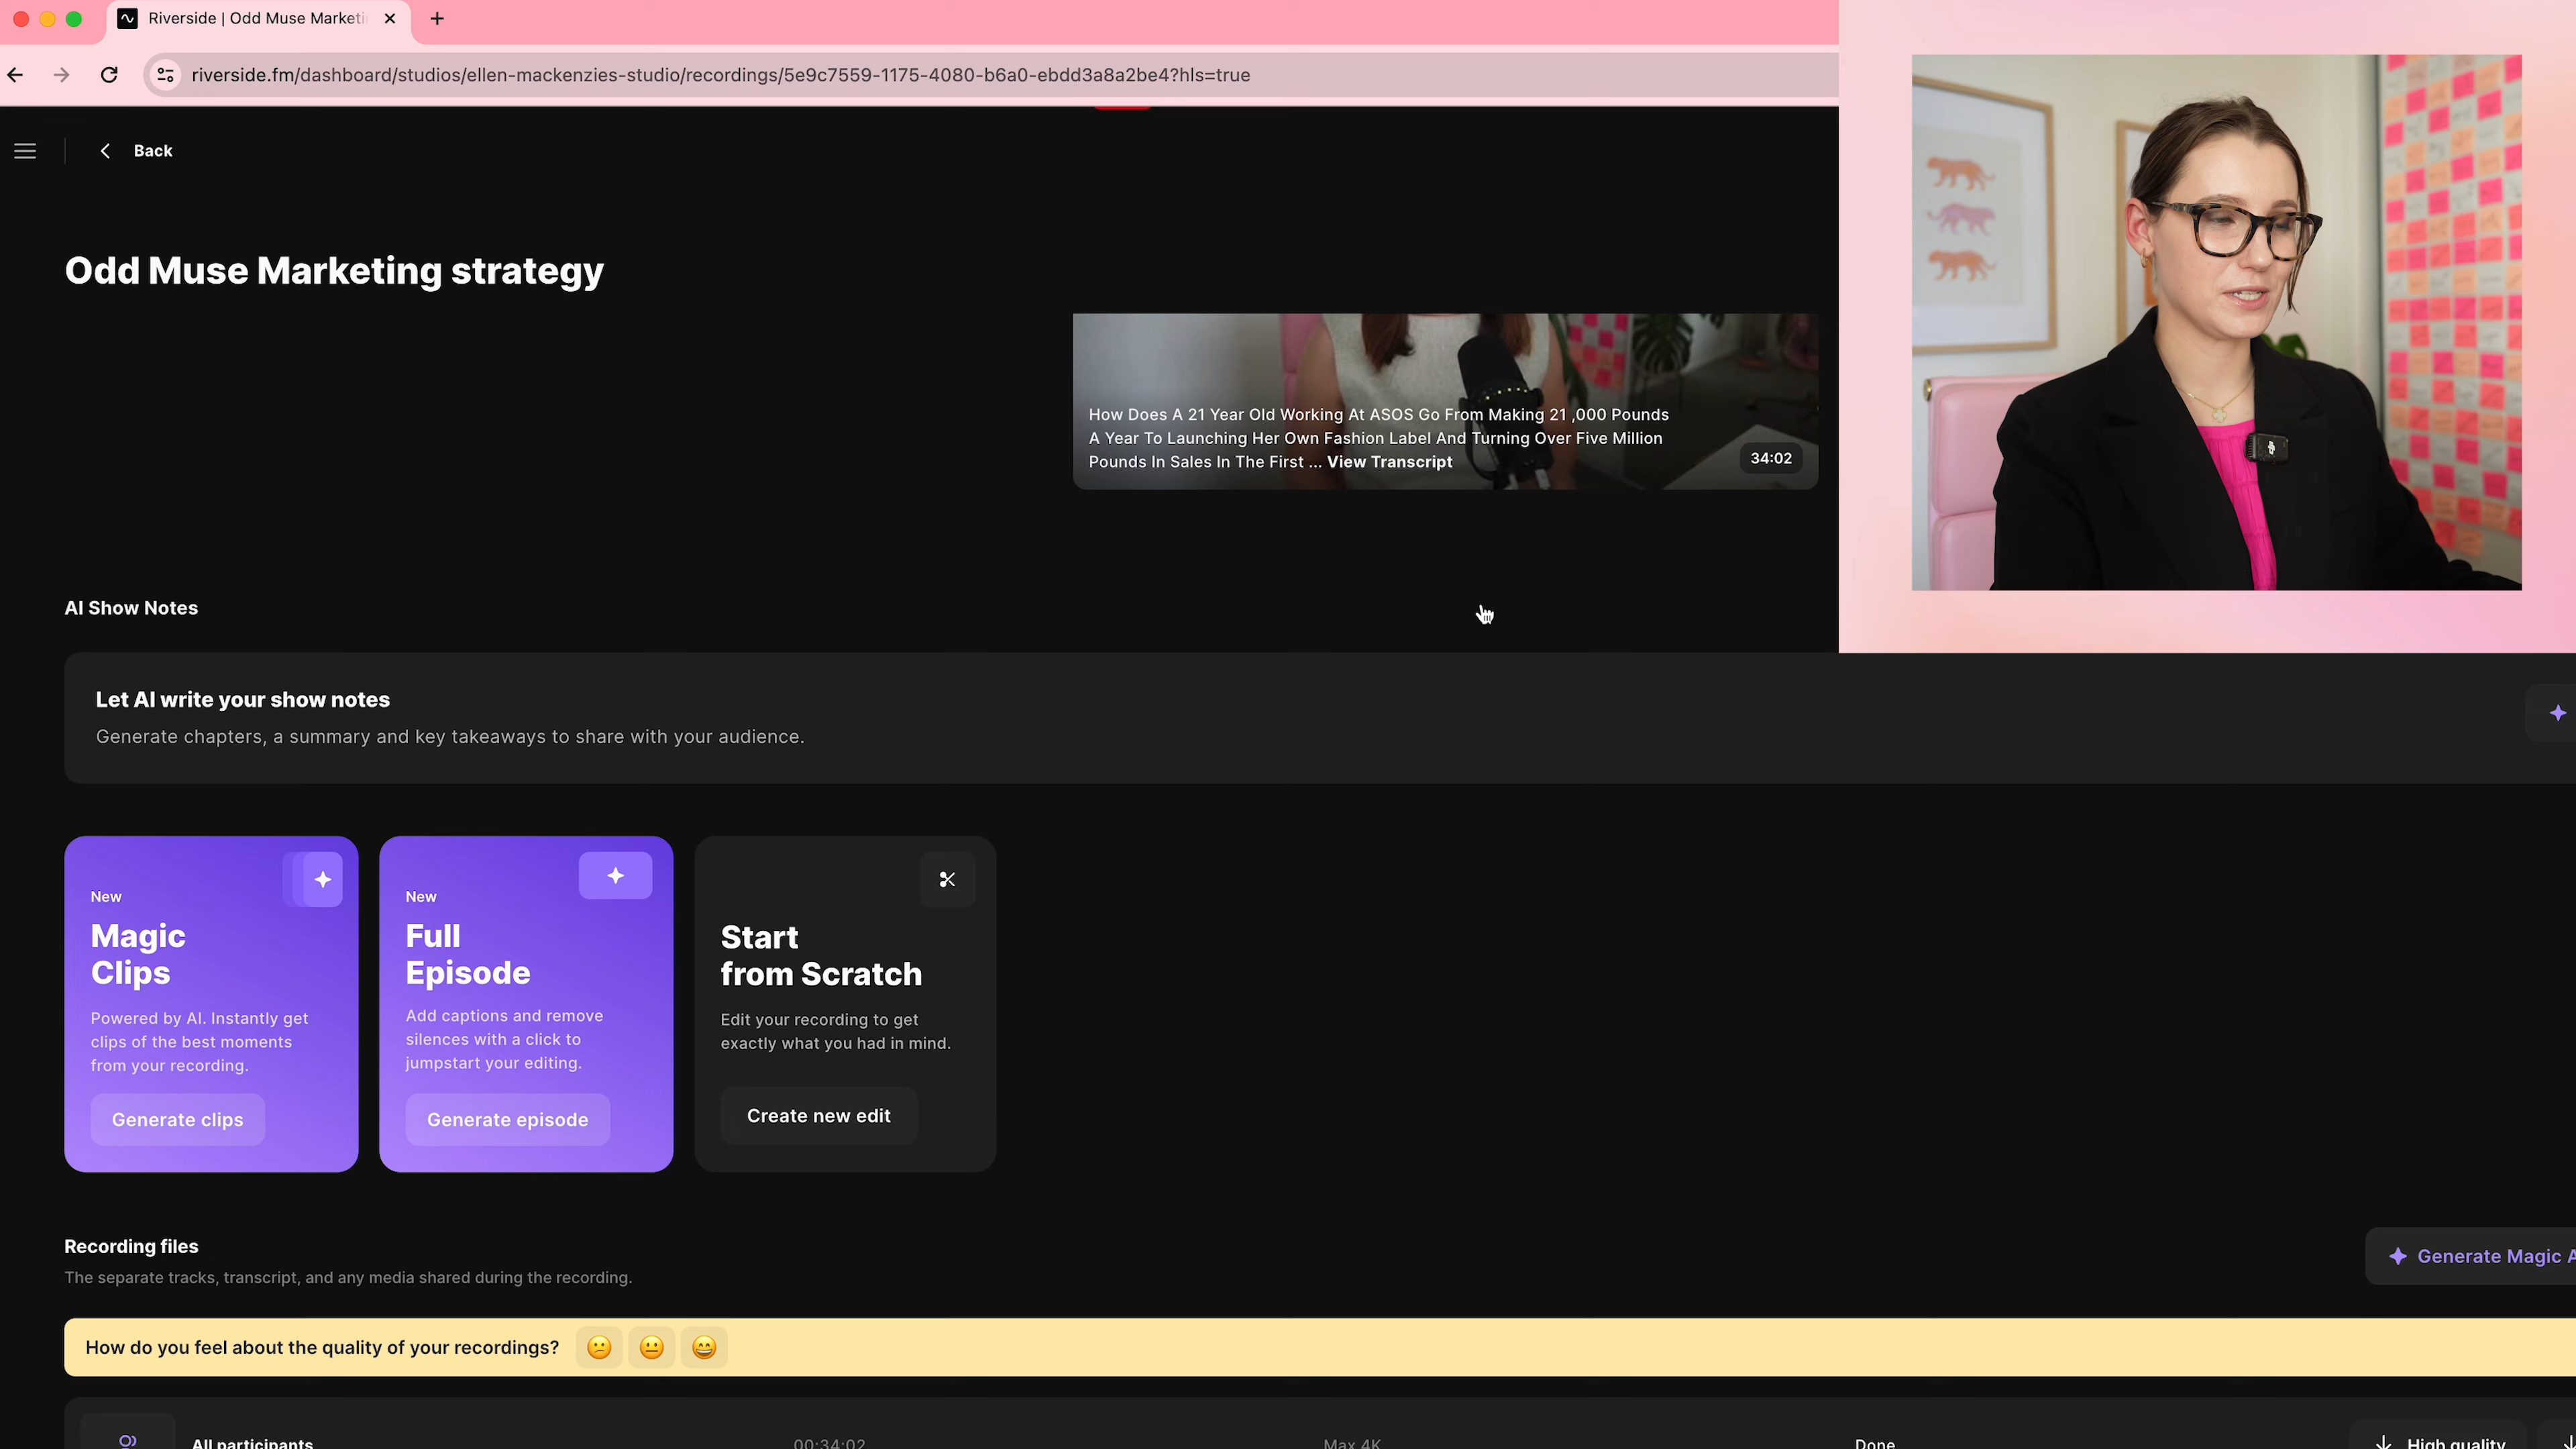 Riverside | Odd Muse Marketi
riverside.fm/dashboard/studios/ellen-mackenzies-studio/recordings/5e9c7559-1175-4080-b6a0-ebdd3a8a2be4?hls=true
Back
Odd Muse Marketing strategy
How Does A 21 Year Old Working At ASOS Go From Making 21 ,000 Pounds
A Year To Launching Her Own Fashion Label And Turning Over Five Million
Pounds In Sales In The First ... View Transcript
34:02
AI Show Notes
Let AI write your show notes
Generate chapters, a summary and key takeaways to share with your audience.
New
Magic
Clips
Powered by AI. Instantly get
clips of the best moments
from your recording.
Generate clips
New
Full
Episode
Add captions and remove
silences with a click to
jumpstart your editing.
Generate episode
Start
from Scratch
Edit your recording to get
exactly what you had in mind.
Create new edit
Recording files
The separate tracks, transcript, and any media shared during the recording.
Generate Magic A
How do you feel about the quality of your recordings?
All participants
00:34:02
Max 4K
Done
High quality